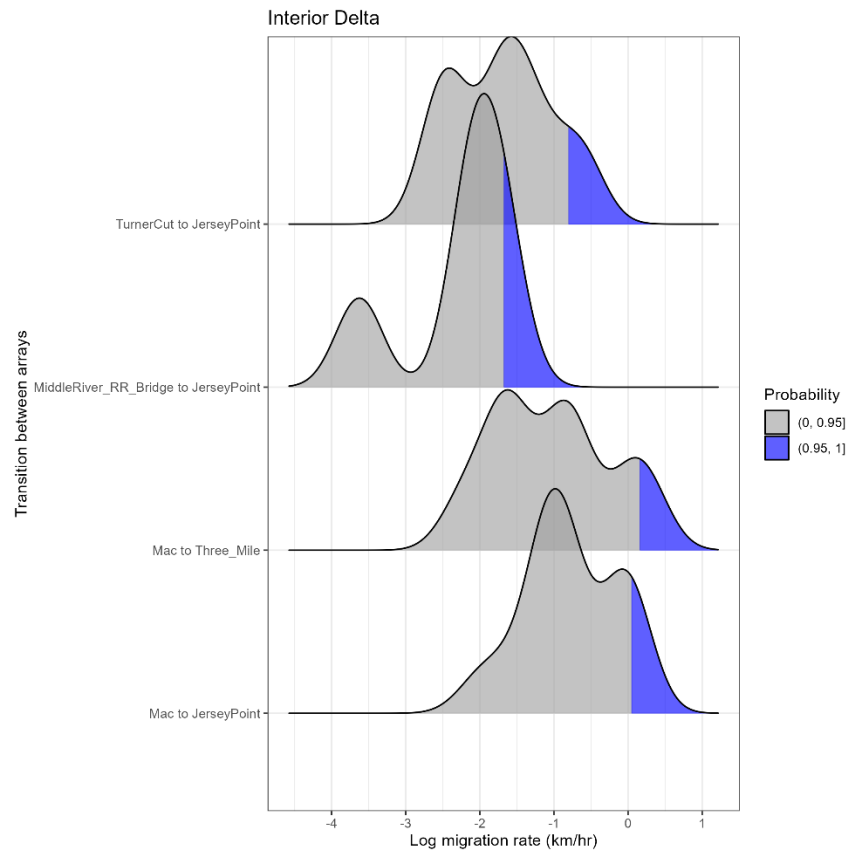 Interior Delta
TurnerCut to JerseyPoint
MiddleRiver_RR_Bridge to JerseyPoint
Mac to Three_Mile
Mac to JerseyPoint
Transition between arrays
-4 -3 -2 -1 0 1
Log migration rate (km/hr)
Probability
(0, 0.95]
(0.95, 1]